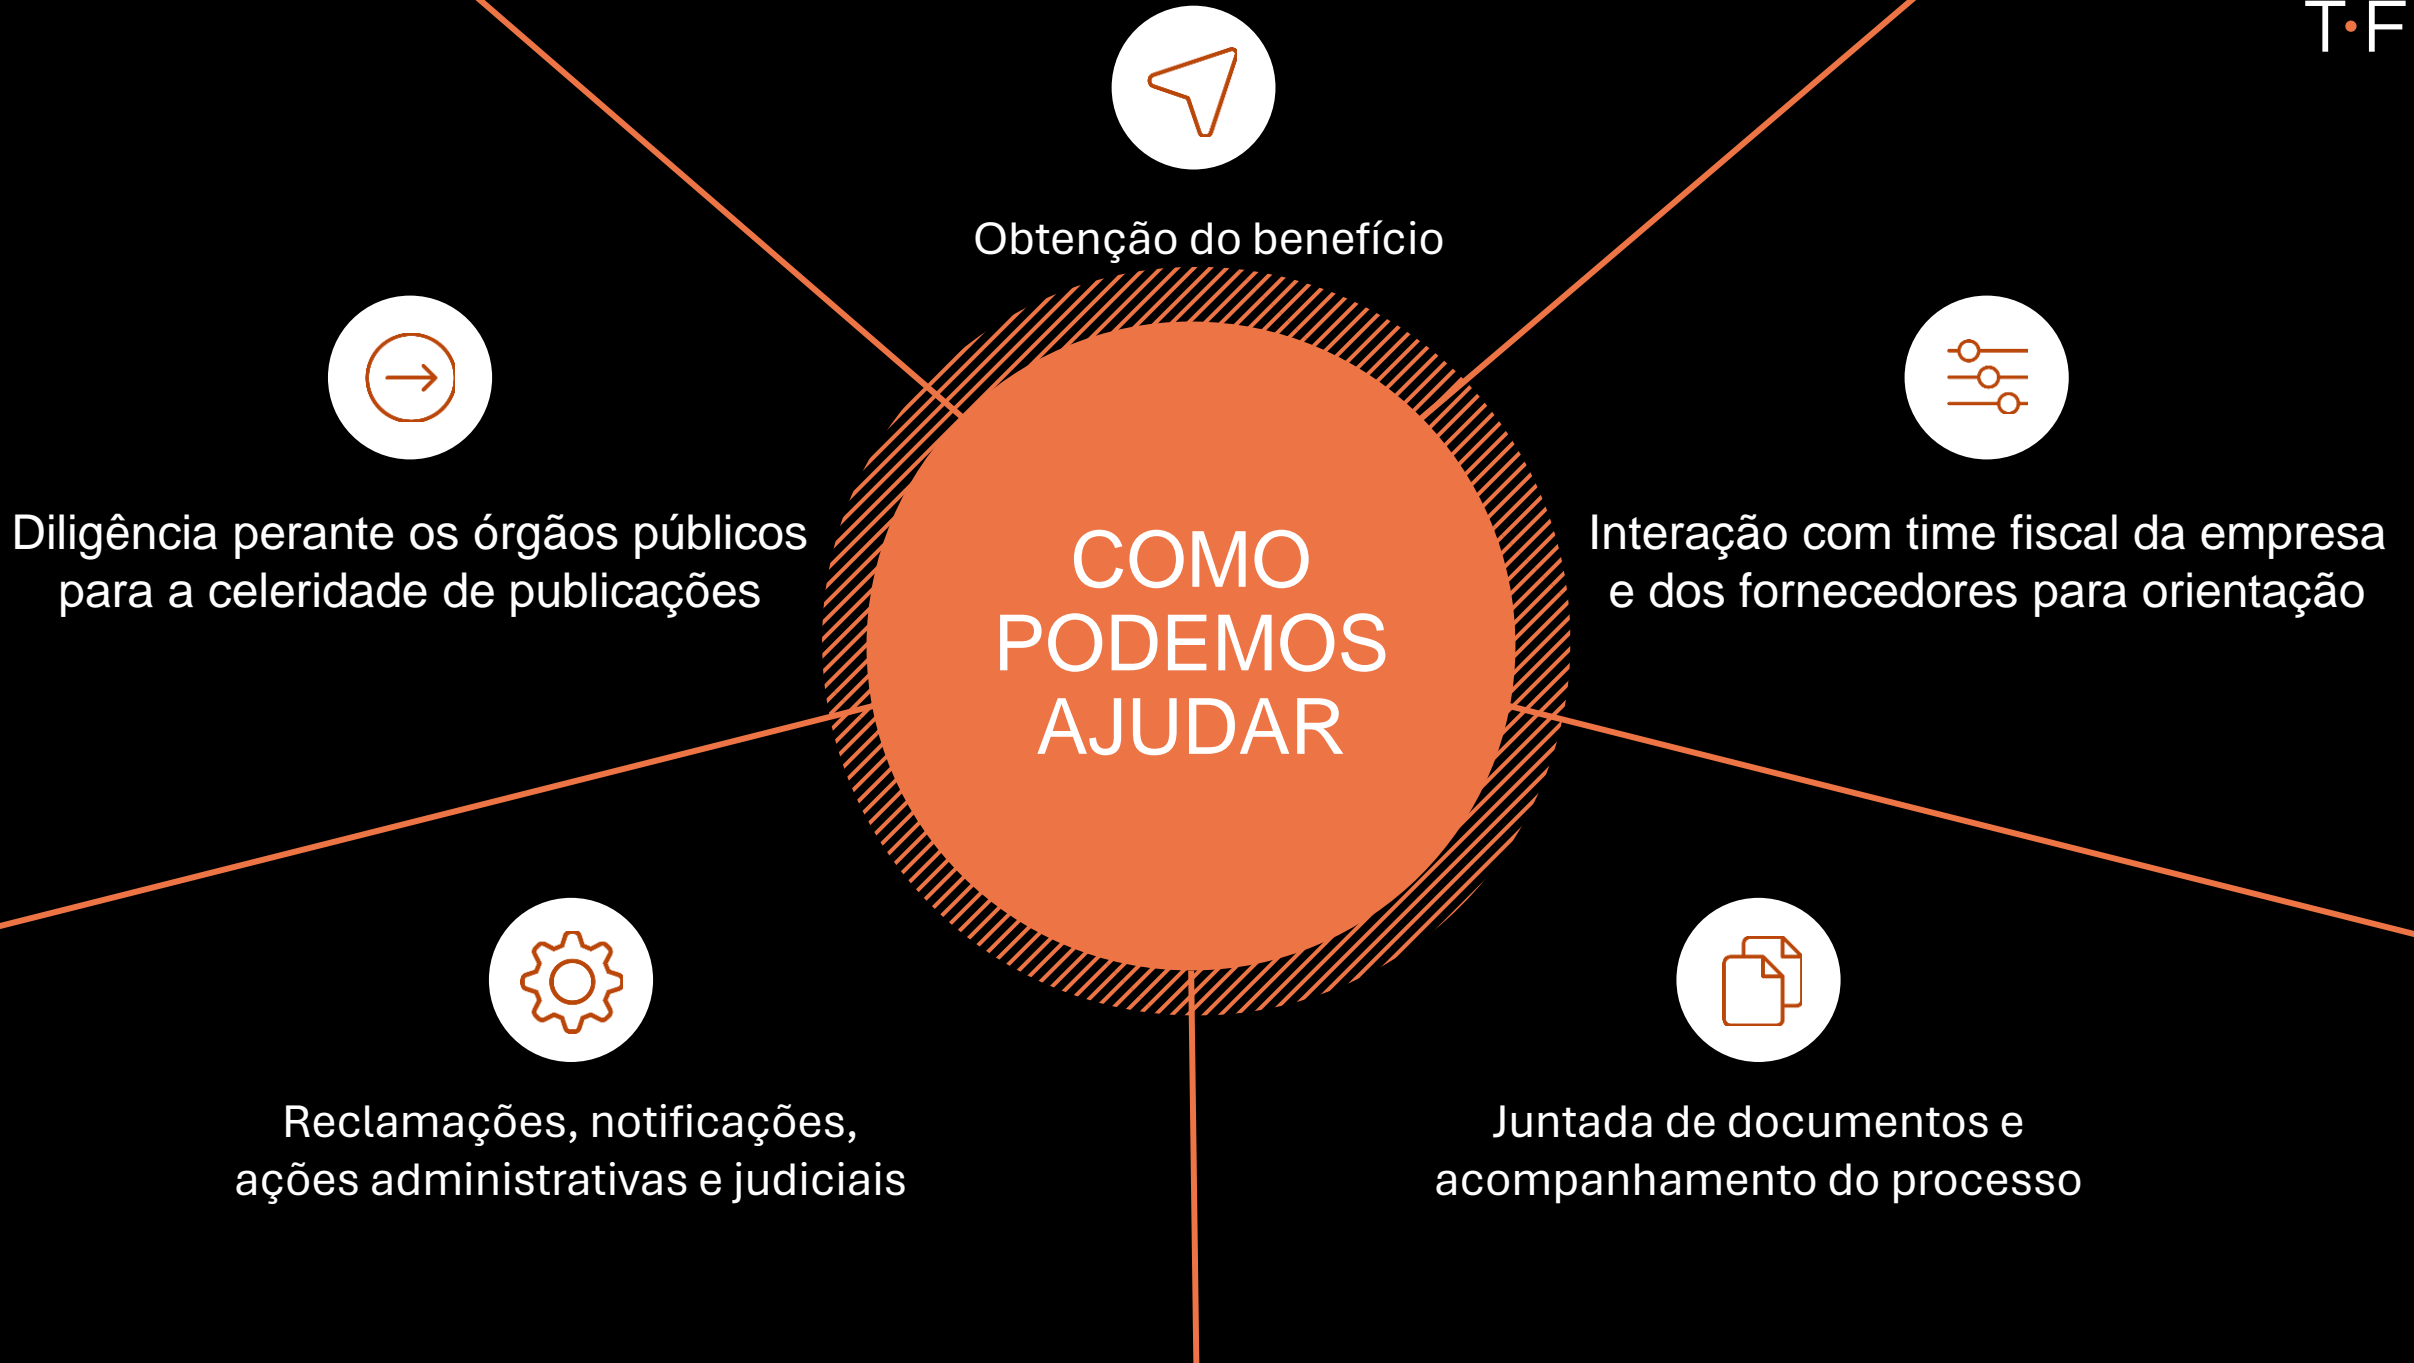 T·F
Obtenção do benefício
Diligência perante os órgãos públicos
para a celeridade de publicações
COMO
PODEMOS
AJUDAR
Interação com time fiscal da empresa
e dos fornecedores para orientação
Reclamações, notificações,
ações administrativas e judiciais
Juntada de documentos e
acompanhamento do processo